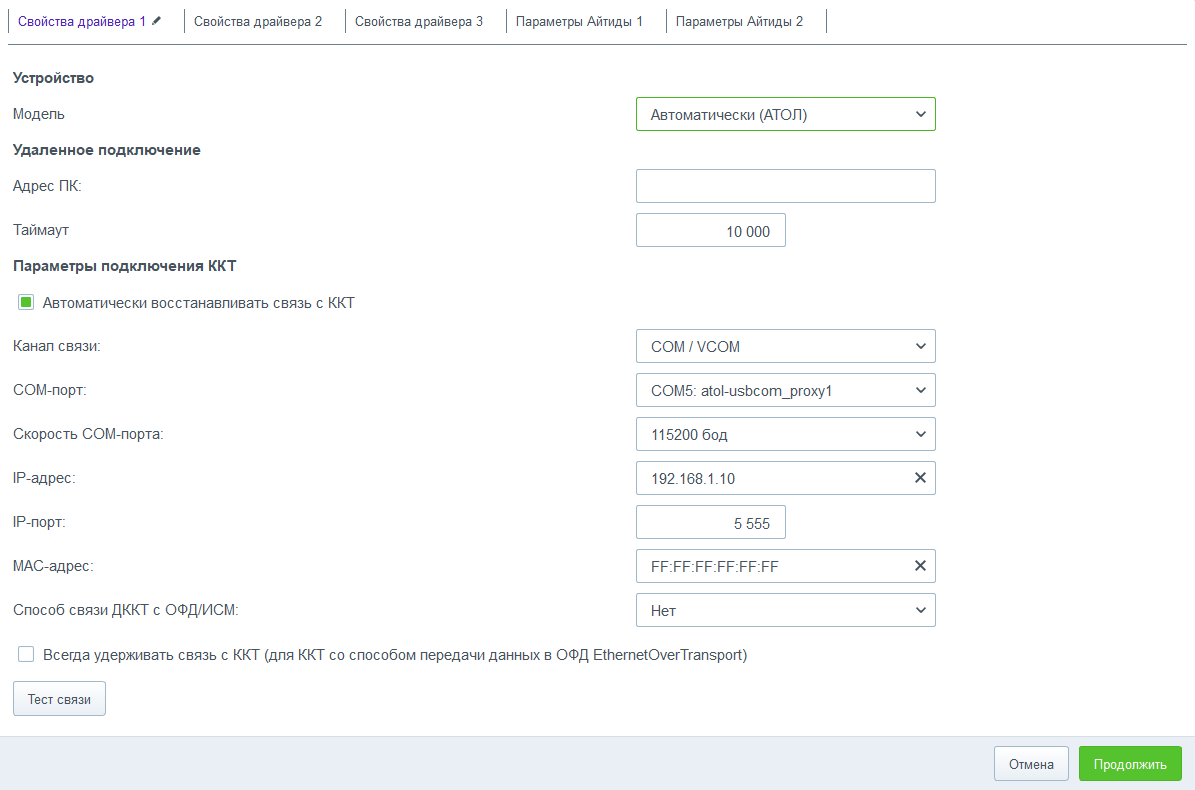 Свойства драйвера 1 Свойства драйвера 2 Свойства драйвера 3 Параметры Айтиды 1 Параметры Айтиды 2
Устройство
Модель Автоматически (АТОЛ)
Удаленное подключение
Адрес ПК:
Таймаут 10 000
Параметры подключения ККТ
Автоматически восстанавливать связь с ККТ
Канал связи: COM / VCOM
COM-порт: COM5: atol-usbcom_proxy1
Скорость COM-порта: 115200 бод
IP-адрес: 192.168.1.10
IP-порт: 5 555
MAC-адрес: FF:FF:FF:FF:FF:FF
Способ связи ДККТ с ОФД/ИСМ: Нет
Всегда удерживать связь с ККТ (для ККТ со способом передачи данных в ОФД EthernetOverTransport)
Тест связи
Отмена Продолжить